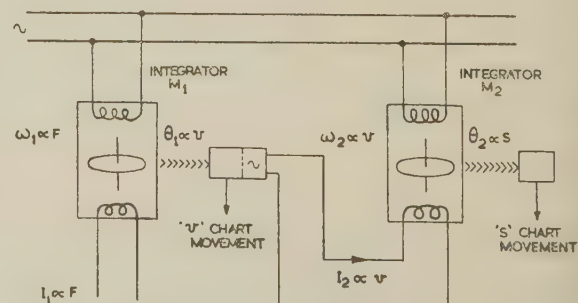 ∼
INTEGRATOR
M₁
INTEGRATOR
M₂
ω₁∝F
θ₁∝v
∼
ω₂∝v
θ₂∝S
'v' CHART
MOVEMENT
'S' CHART
MOVEMENT
I₁∝F
I₂∝v